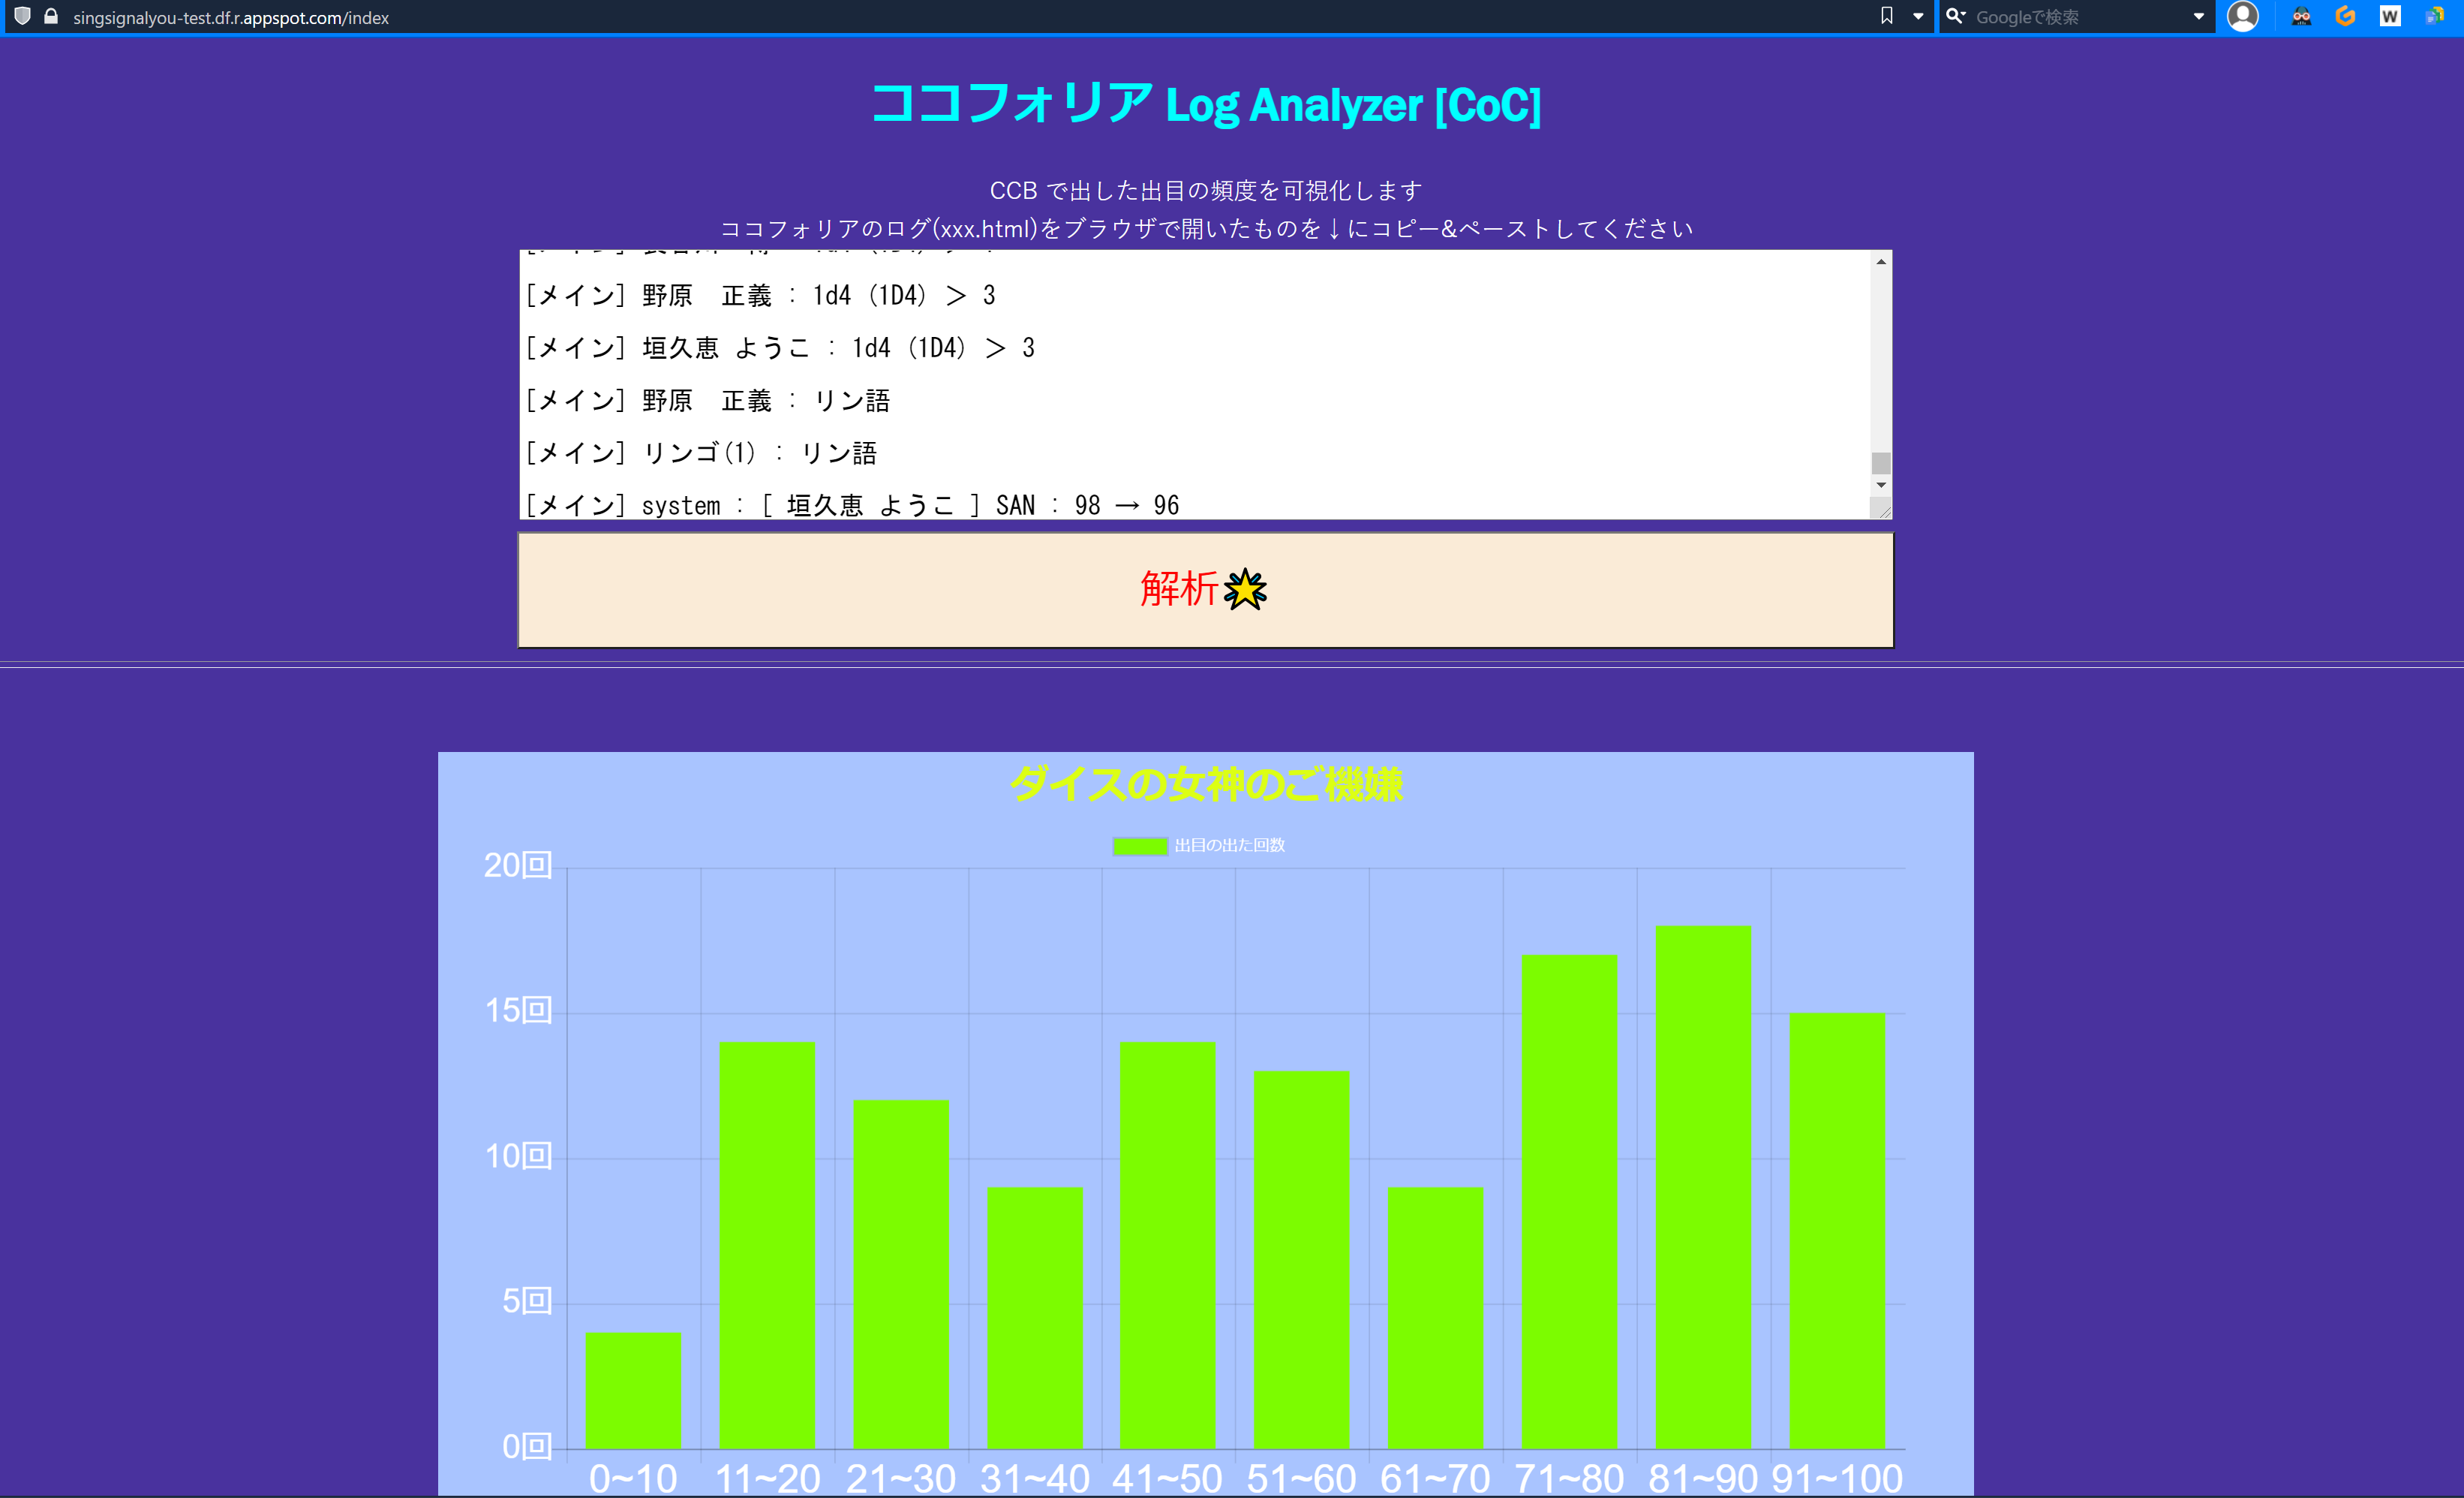 singsignalyou-test.df.r.appspot.com/index
Googleで検索
W
ココフォリア Log Analyzer [CoC]
CCB で出した出目の頻度を可視化します
ココフォリアのログ(xxx.html)をブラウザで開いたものを↓にコピー&ペーストしてください
[メイン] 野原　正義 : 1d4 (1D4) ＞ 3
[メイン] 垣久恵 ようこ : 1d4 (1D4) ＞ 3
[メイン] 野原　正義 : リン語
[メイン] リンゴ(1) : リン語
[メイン] system : [ 垣久恵 ようこ ] SAN : 98 → 96
解析
ダイスの女神のご機嫌
出目の出た回数
20回
15回
10回
5回
0回
0~10 11~20 21~30 31~40 41~50 51~60 61~70 71~80 81~90 91~100